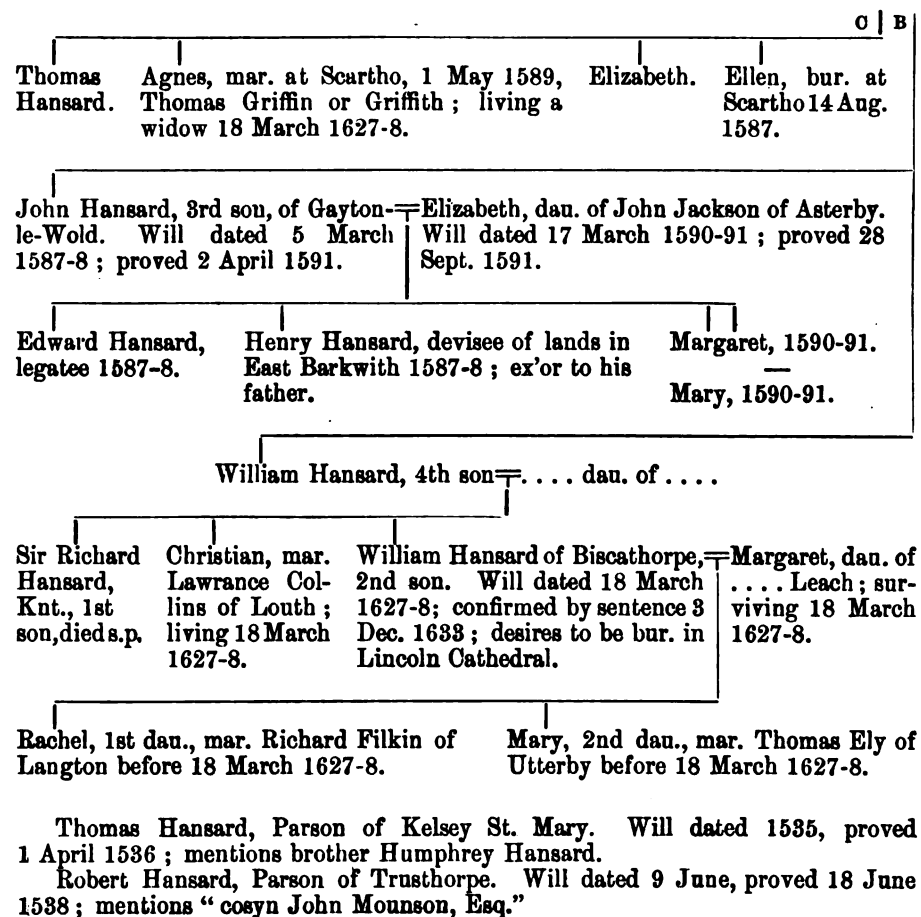 C | B
Thomas Hansard.
Agnes, mar. at Scartho, 1 May 1589,
Thomas Griffin or Griffith ; living a
widow 18 March 1627-8.
Elizabeth.
Ellen, bur. at
Scartho 14 Aug.
1587.
John Hansard, 3rd son, of Gayton-
le-Wold. Will dated 5 March
1587-8 ; proved 2 April 1591.
Elizabeth, dau. of John Jackson of Asterby.
Will dated 17 March 1590-91 ; proved 28
Sept. 1591.
Edward Hansard,
legatee 1587-8.
Henry Hansard, devisee of lands in
East Barkwith 1587-8 ; ex'or to his
father.
Margaret, 1590-91.
—
Mary, 1590-91.
William Hansard, 4th son
. . . . dau. of . . . .
Sir Richard
Hansard,
Knt., 1st
son, died s.p.
Christian, mar.
Lawrance Col-
lins of Louth ;
living 18 March
1627-8.
William Hansard of Biscathorpe,
2nd son. Will dated 18 March
1627-8; confirmed by sentence 3
Dec. 1633 ; desires to be bur. in
Lincoln Cathedral.
Margaret, dau. of
. . . . Leach ; sur-
viving 18 March
1627-8.
Rachel, 1st dau., mar. Richard Filkin of
Langton before 18 March 1627-8.
Mary, 2nd dau., mar. Thomas Ely of
Utterby before 18 March 1627-8.
Thomas Hansard, Parson of Kelsey St. Mary. Will dated 1535, proved
1 April 1536 ; mentions brother Humphrey Hansard.
Robert Hansard, Parson of Trusthorpe. Will dated 9 June, proved 18 June
1538 ; mentions “ cosyn John Mounson, Esq.”